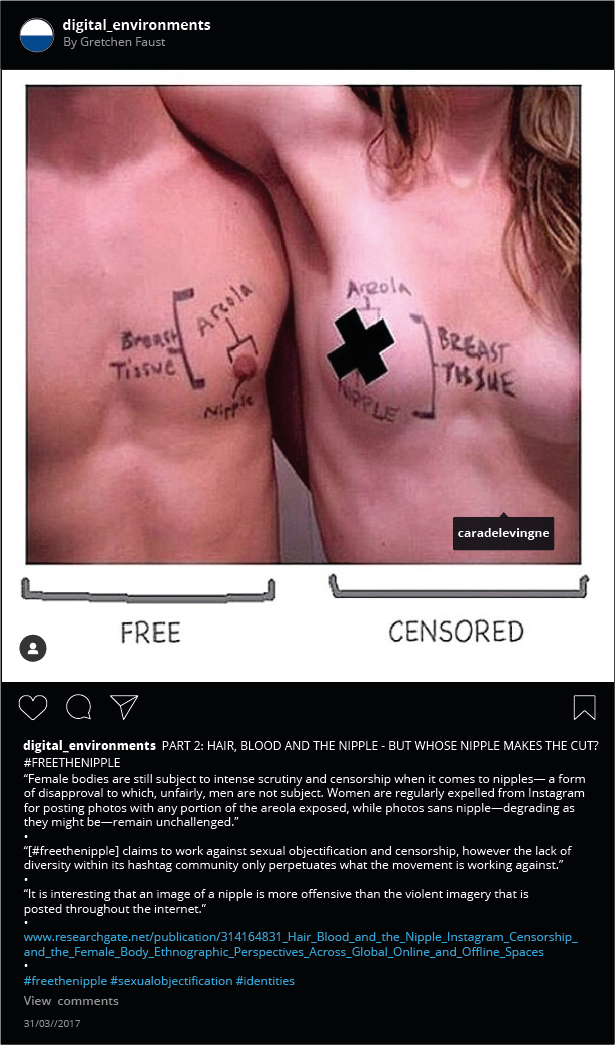 digital_environments
By Gretchen Faust
Areola
Breast
Tissue
Nipple
Areola
BREAST
TISSUE
NIPPLE
caradelevingne
FREE
CENSORED
digital_environments PART 2: HAIR, BLOOD AND THE NIPPLE - BUT WHOSE NIPPLE MAKES THE CUT?
#FREETHENIPPLE
“Female bodies are still subject to intense scrutiny and censorship when it comes to nipples— a form
of disapproval to which, unfairly, men are not subject. Women are regularly expelled from Instagram
for posting photos with any portion of the areola exposed, while photos sans nipple—degrading as
they might be—remain unchallenged.”
•
“[#freethenipple] claims to work against sexual objectification and censorship, however the lack of
diversity within its hashtag community only perpetuates what the movement is working against.”
•
“It is interesting that an image of a nipple is more offensive than the violent imagery that is
posted throughout the internet.”
•
www.researchgate.net/publication/314164831_Hair_Blood_and_the_Nipple_Instagram_Censorship_
and_the_Female_Body_Ethnographic_Perspectives_Across_Global_Online_and_Offline_Spaces
•
#freethenipple #sexualobjectification #identities
View comments
31/03//2017